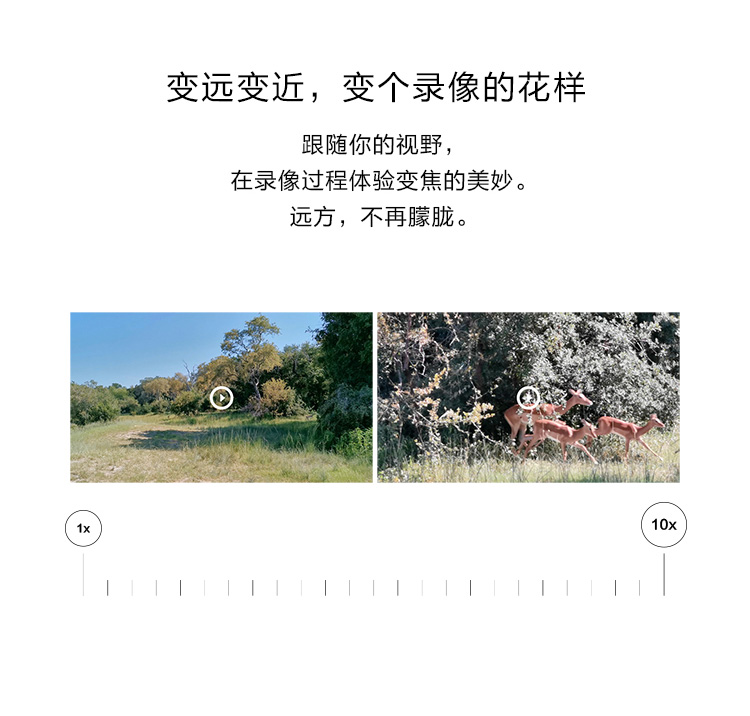 变远变近，变个录像的花样
跟随你的视野，
在录像过程体验变焦的美妙。
远方，不再朦胧。
1x
10x